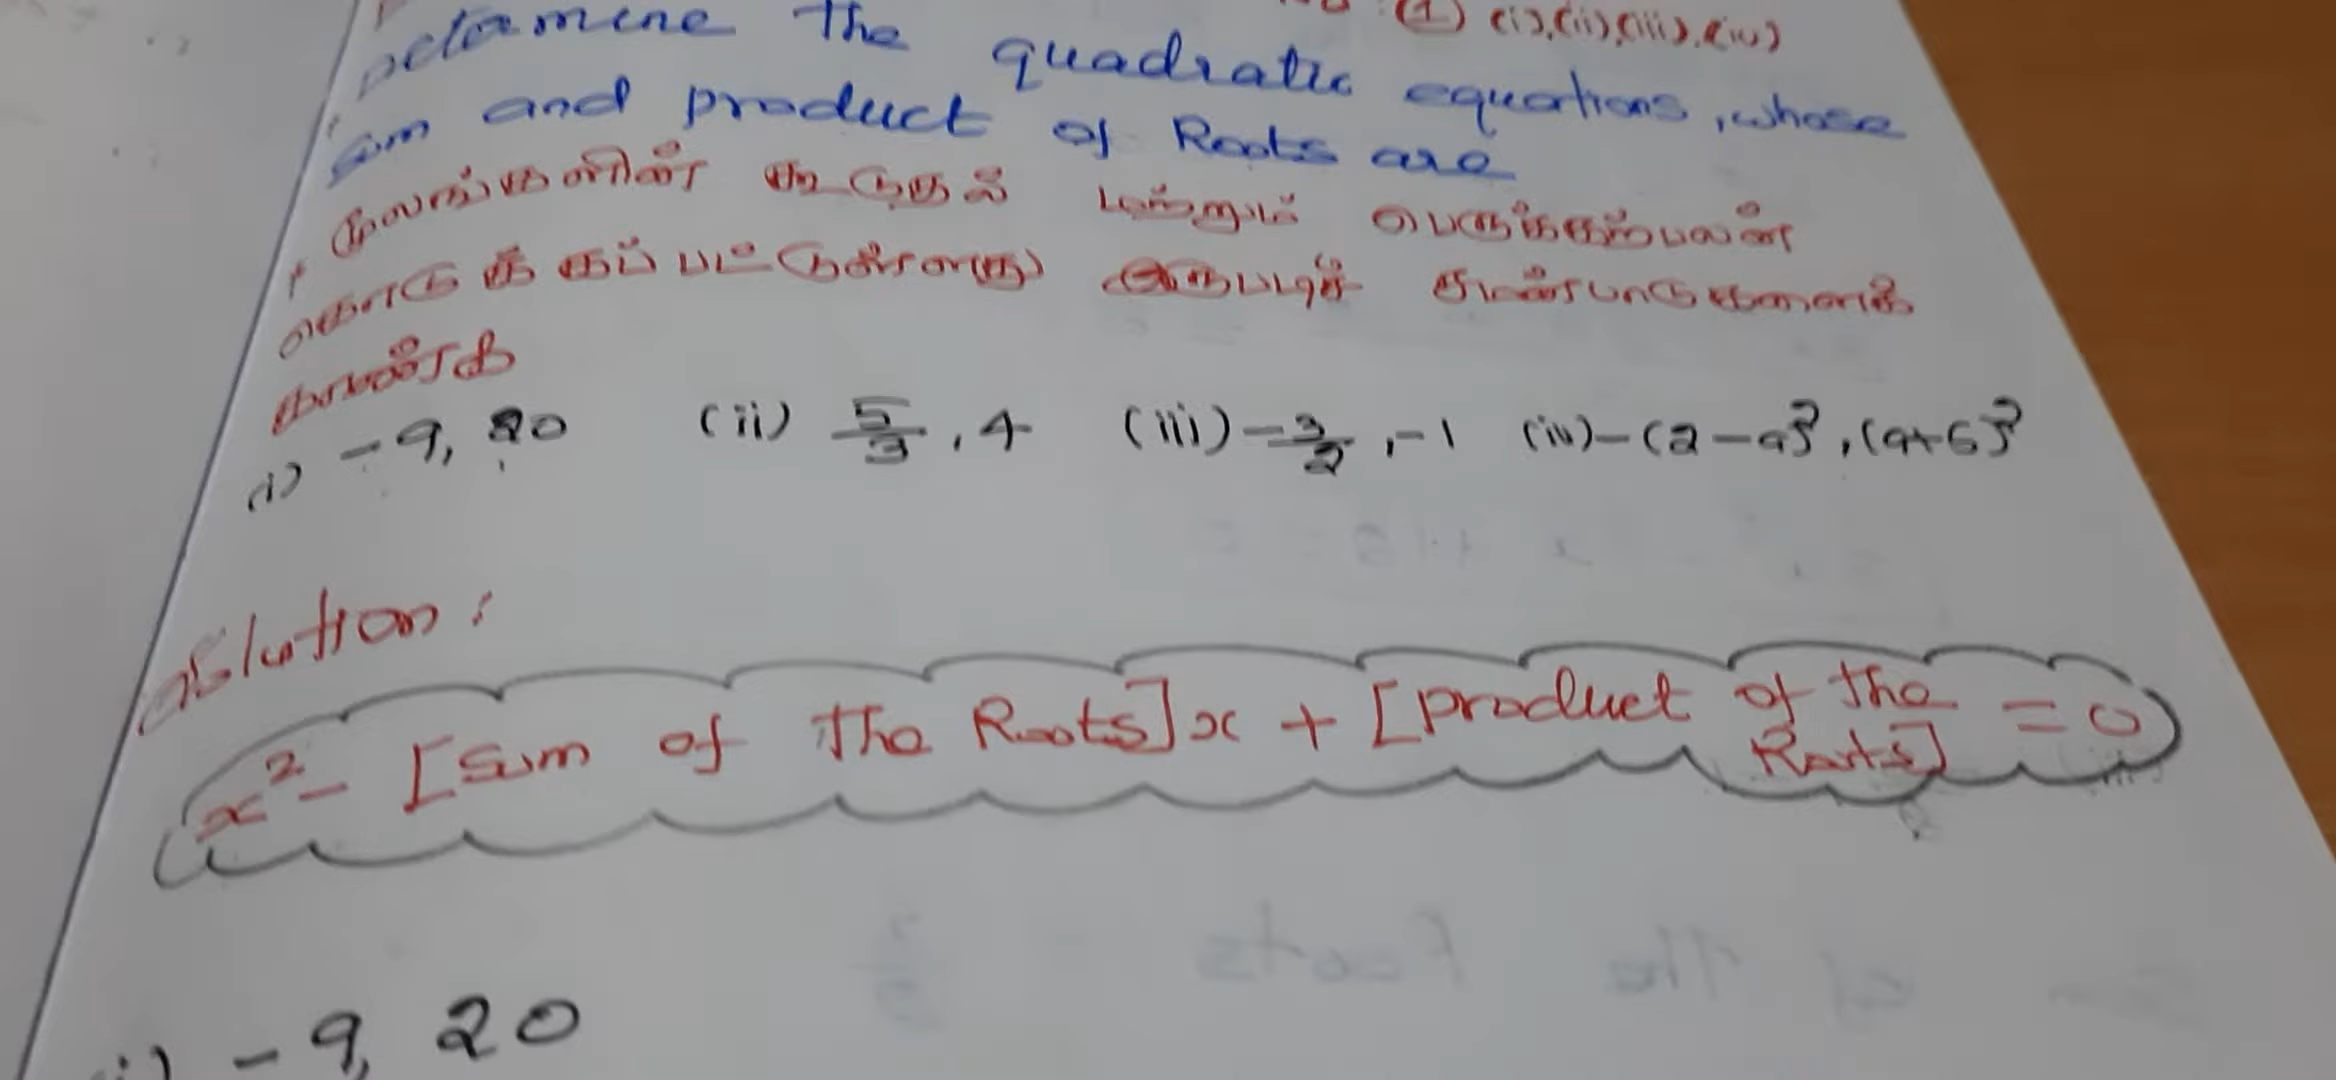 ① (i),(ii),(iii),(iv)
Determine the quadratic equations, whose
sum and product of Roots are
மூலங்களின் கூடுதல் மற்றும் பெருக்கற்பலன்
கொடுக்கப்பட்டுள்ளது இருபடிச் சமன்பாடுகளைக்
காண்க
(i) -9, 20 (ii) 5/3, 4 (iii) -3/2, -1 (iv) -(2-a)², (a+5)²
Solution:
x² - [Sum of The Roots]x + [product of the Roots] = 0
i) -9, 20